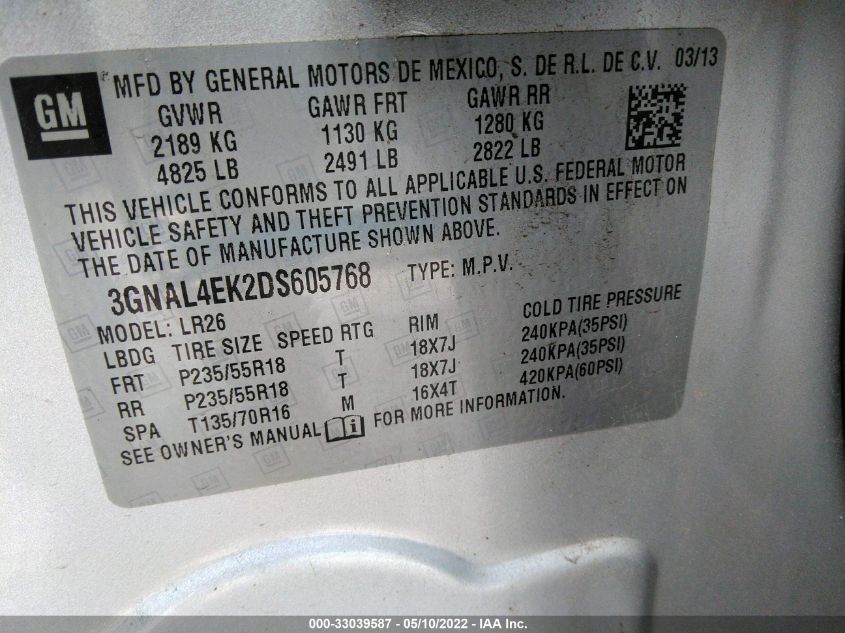 GM
MFD BY GENERAL MOTORS DE MEXICO, S. DE R.L. DE C.V. 03/13
GVWR GAWR FRT GAWR RR
2189 KG 1130 KG 1280 KG
4825 LB 2491 LB 2822 LB
THIS VEHICLE CONFORMS TO ALL APPLICABLE U.S. FEDERAL MOTOR
VEHICLE SAFETY AND THEFT PREVENTION STANDARDS IN EFFECT ON
THE DATE OF MANUFACTURE SHOWN ABOVE.
3GNAL4EK2DS605768 TYPE: M.P.V.
MODEL: LR26
LBDG TIRE SIZE SPEED RTG RIM COLD TIRE PRESSURE
FRT P235/55R18 T 18X7J 240KPA(35PSI)
RR P235/55R18 T 18X7J 240KPA(35PSI)
SPA T135/70R16 M 16X4T 420KPA(60PSI)
SEE OWNER'S MANUAL FOR MORE INFORMATION.
000-33039587 - 05/10/2022 - IAA Inc.